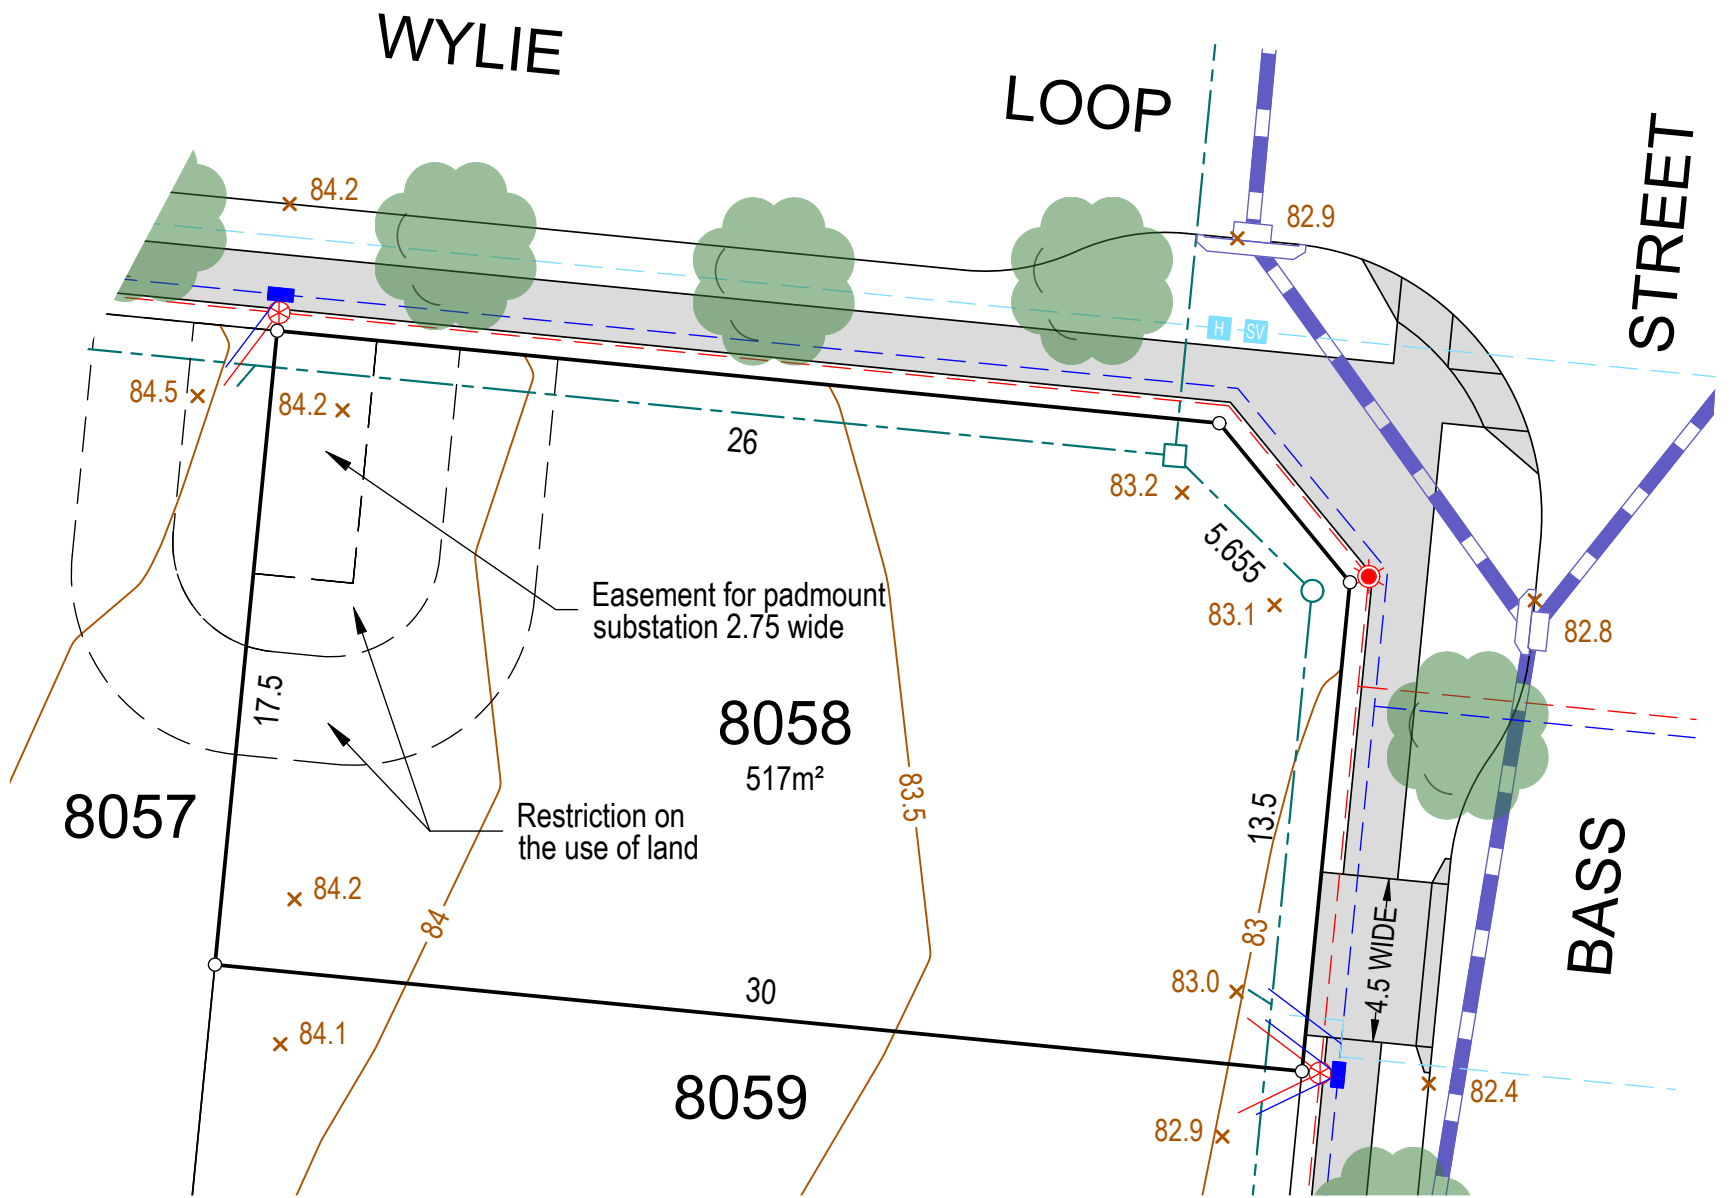 WYLIE
LOOP
STREET
84.2
82.9
H
SV
84.5
84.2
26
83.2
5.655
83.1
82.8
Easement for padmount
substation 2.75 wide
17.5
8058
517m²
83.5
13.5
8057
Restriction on
the use of land
BASS
84.2
84
83
4.5 WIDE
83.0
30
84.1
8059
82.4
82.9